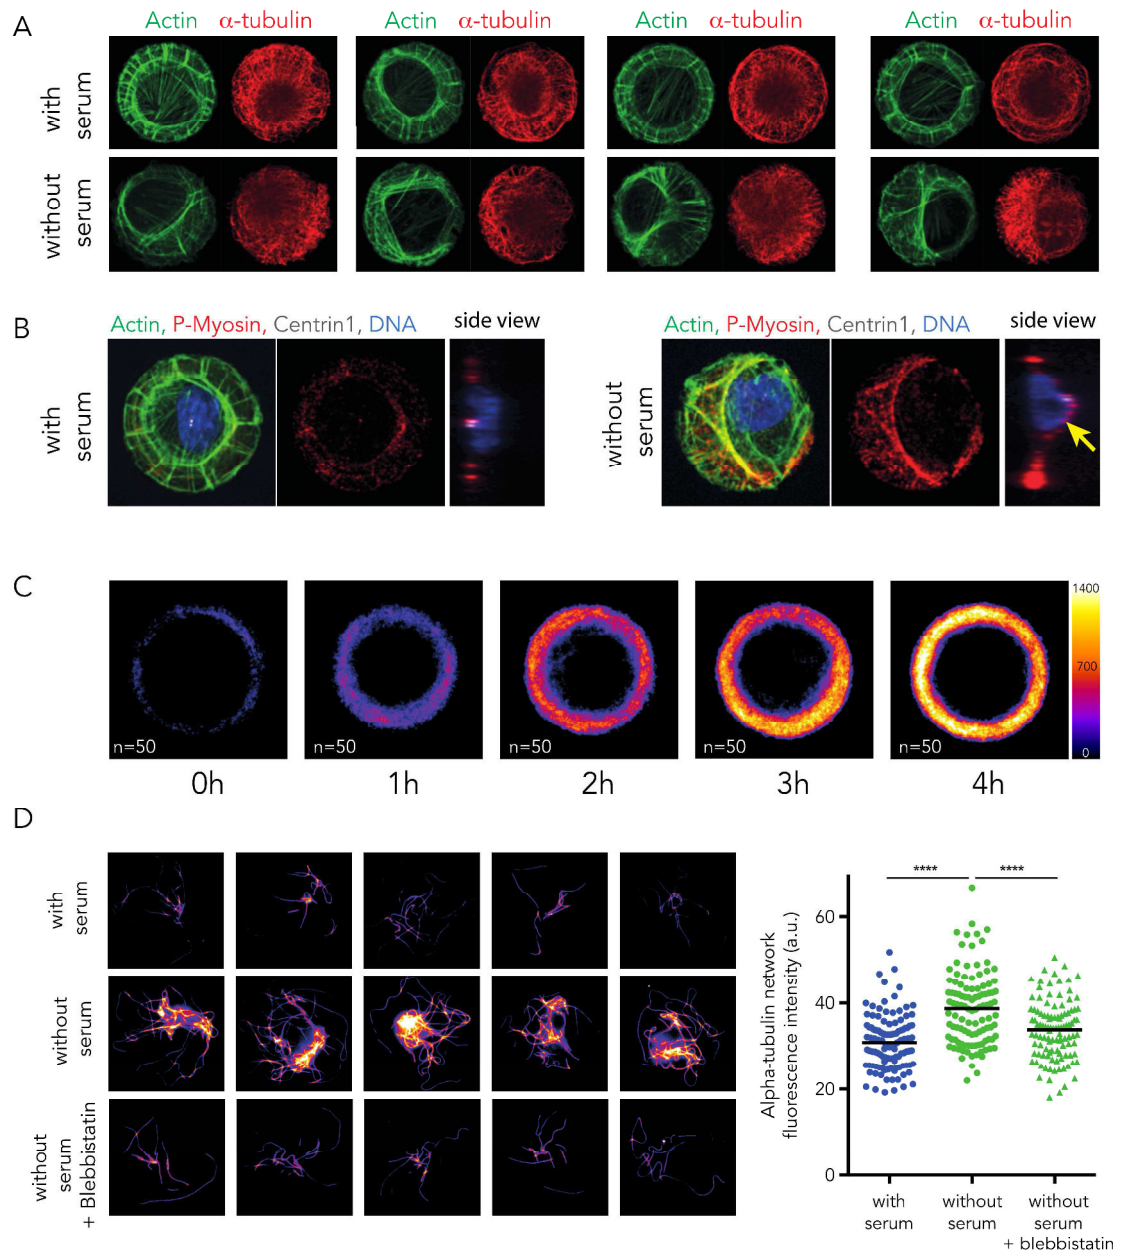 A
Actin α-tubulin
Actin α-tubulin
Actin α-tubulin
Actin α-tubulin
with
serum
without
serum
B
Actin, P-Myosin, Centrin1, DNA
side view
Actin, P-Myosin, Centrin1, DNA
side view
with
serum
without
serum
C
n=50
n=50
n=50
n=50
n=50
1400
700
0
0h
1h
2h
3h
4h
D
with
serum
without
serum
without
serum
+ Blebbistatin
Alpha-tubulin network
fluorescence intensity (a.u.)
****
****
60
40
20
0
with
serum
without
serum
without
serum
+ blebbistatin